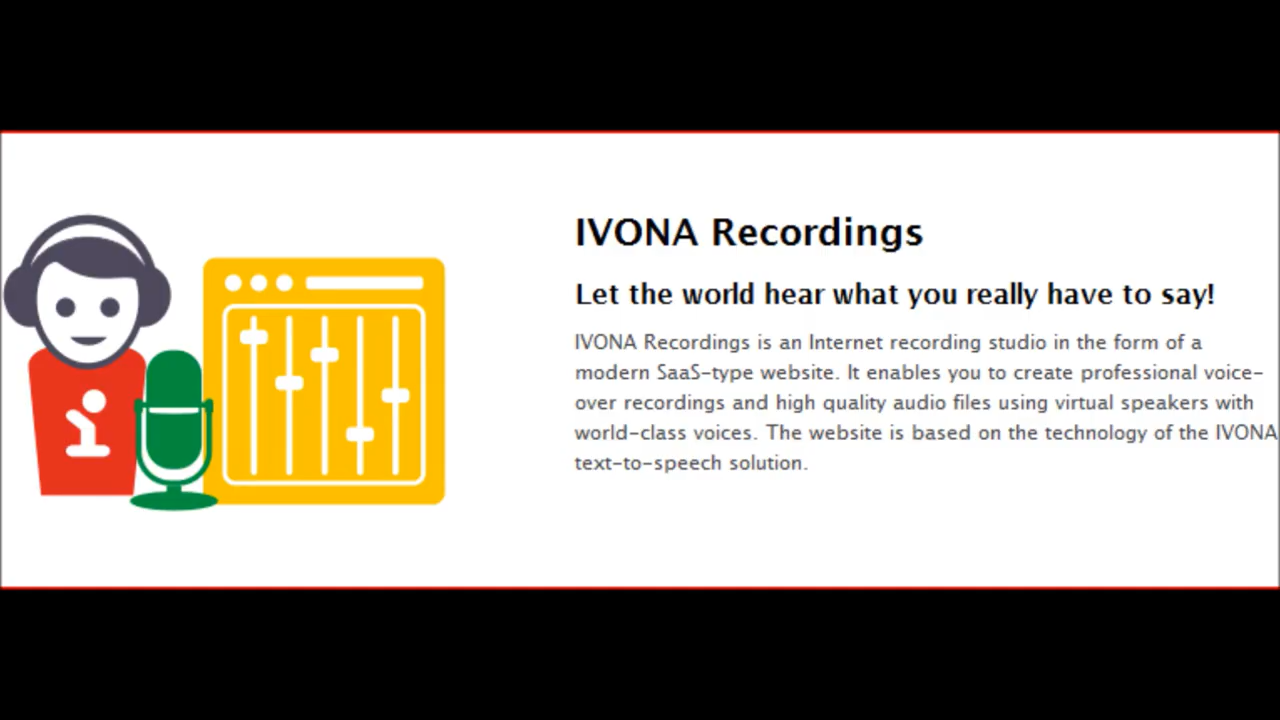 IVONA Recordings
Let the world hear what you really have to say!
IVONA Recordings is an Internet recording studio in the form of a
modern SaaS-type website. It enables you to create professional voice-
over recordings and high quality audio files using virtual speakers with
world-class voices. The website is based on the technology of the IVONA
text-to-speech solution.